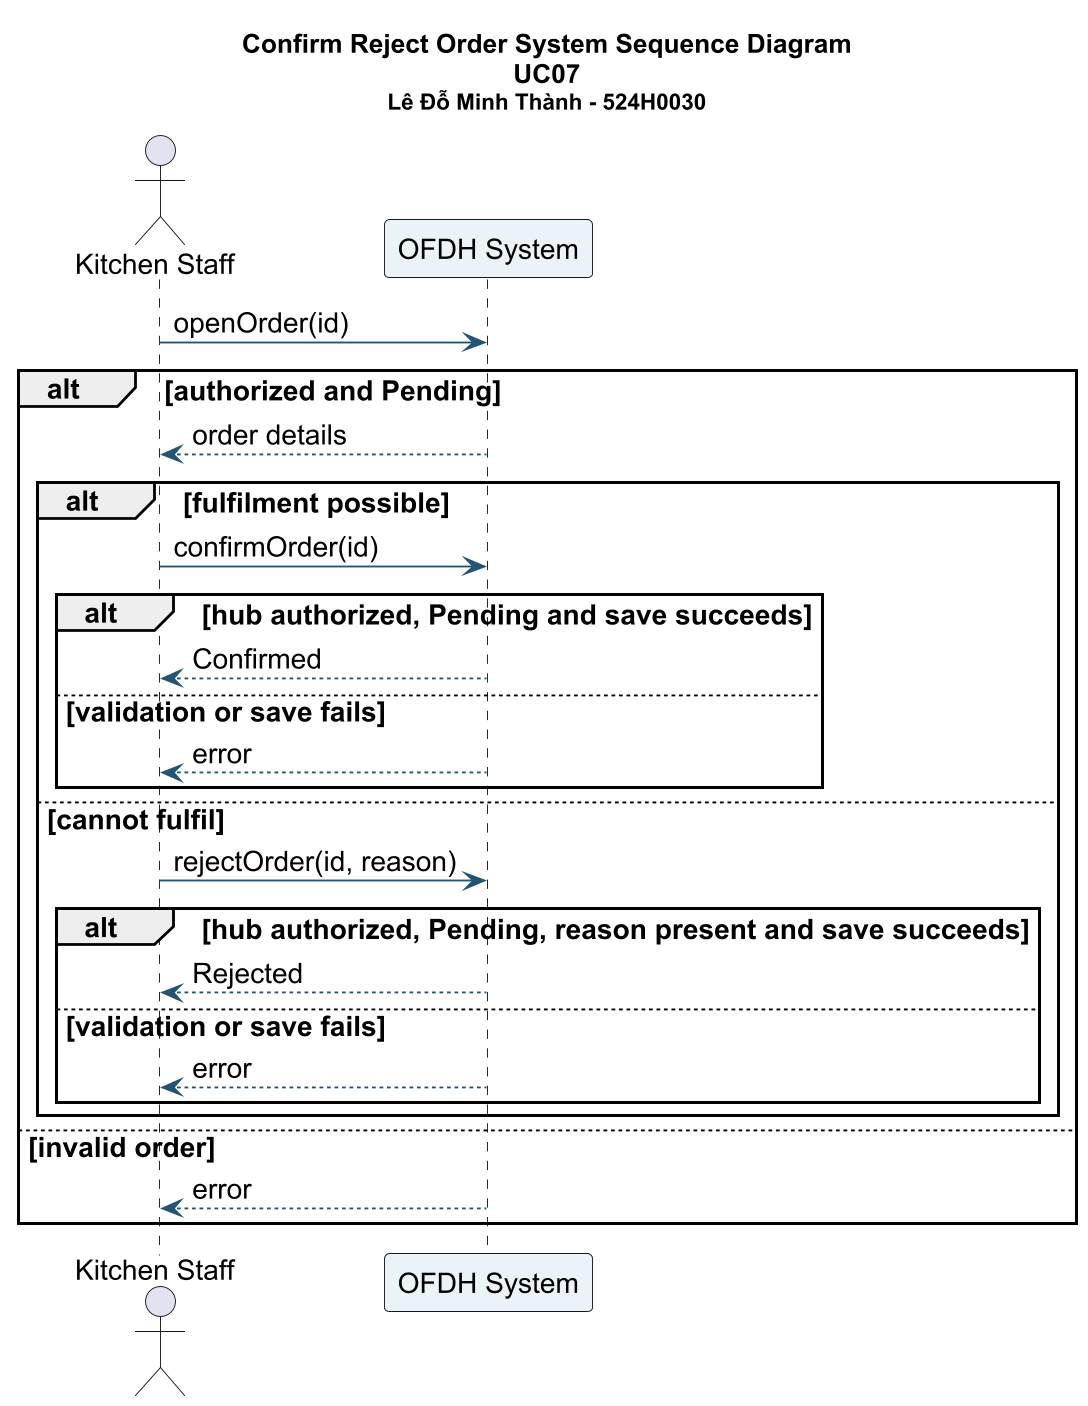 Confirm Reject Order System Sequence Diagram
UC07
Lê Đỗ Minh Thành - 524H0030
Kitchen Staff
OFDH System
openOrder(id)
alt
[authorized and Pending]
order details
alt
[fulfilment possible]
confirmOrder(id)
alt
[hub authorized, Pending and save succeeds]
Confirmed
[validation or save fails]
error
[cannot fulfil]
rejectOrder(id, reason)
alt
[hub authorized, Pending, reason present and save succeeds]
Rejected
[validation or save fails]
error
[invalid order]
error
Kitchen Staff
OFDH System